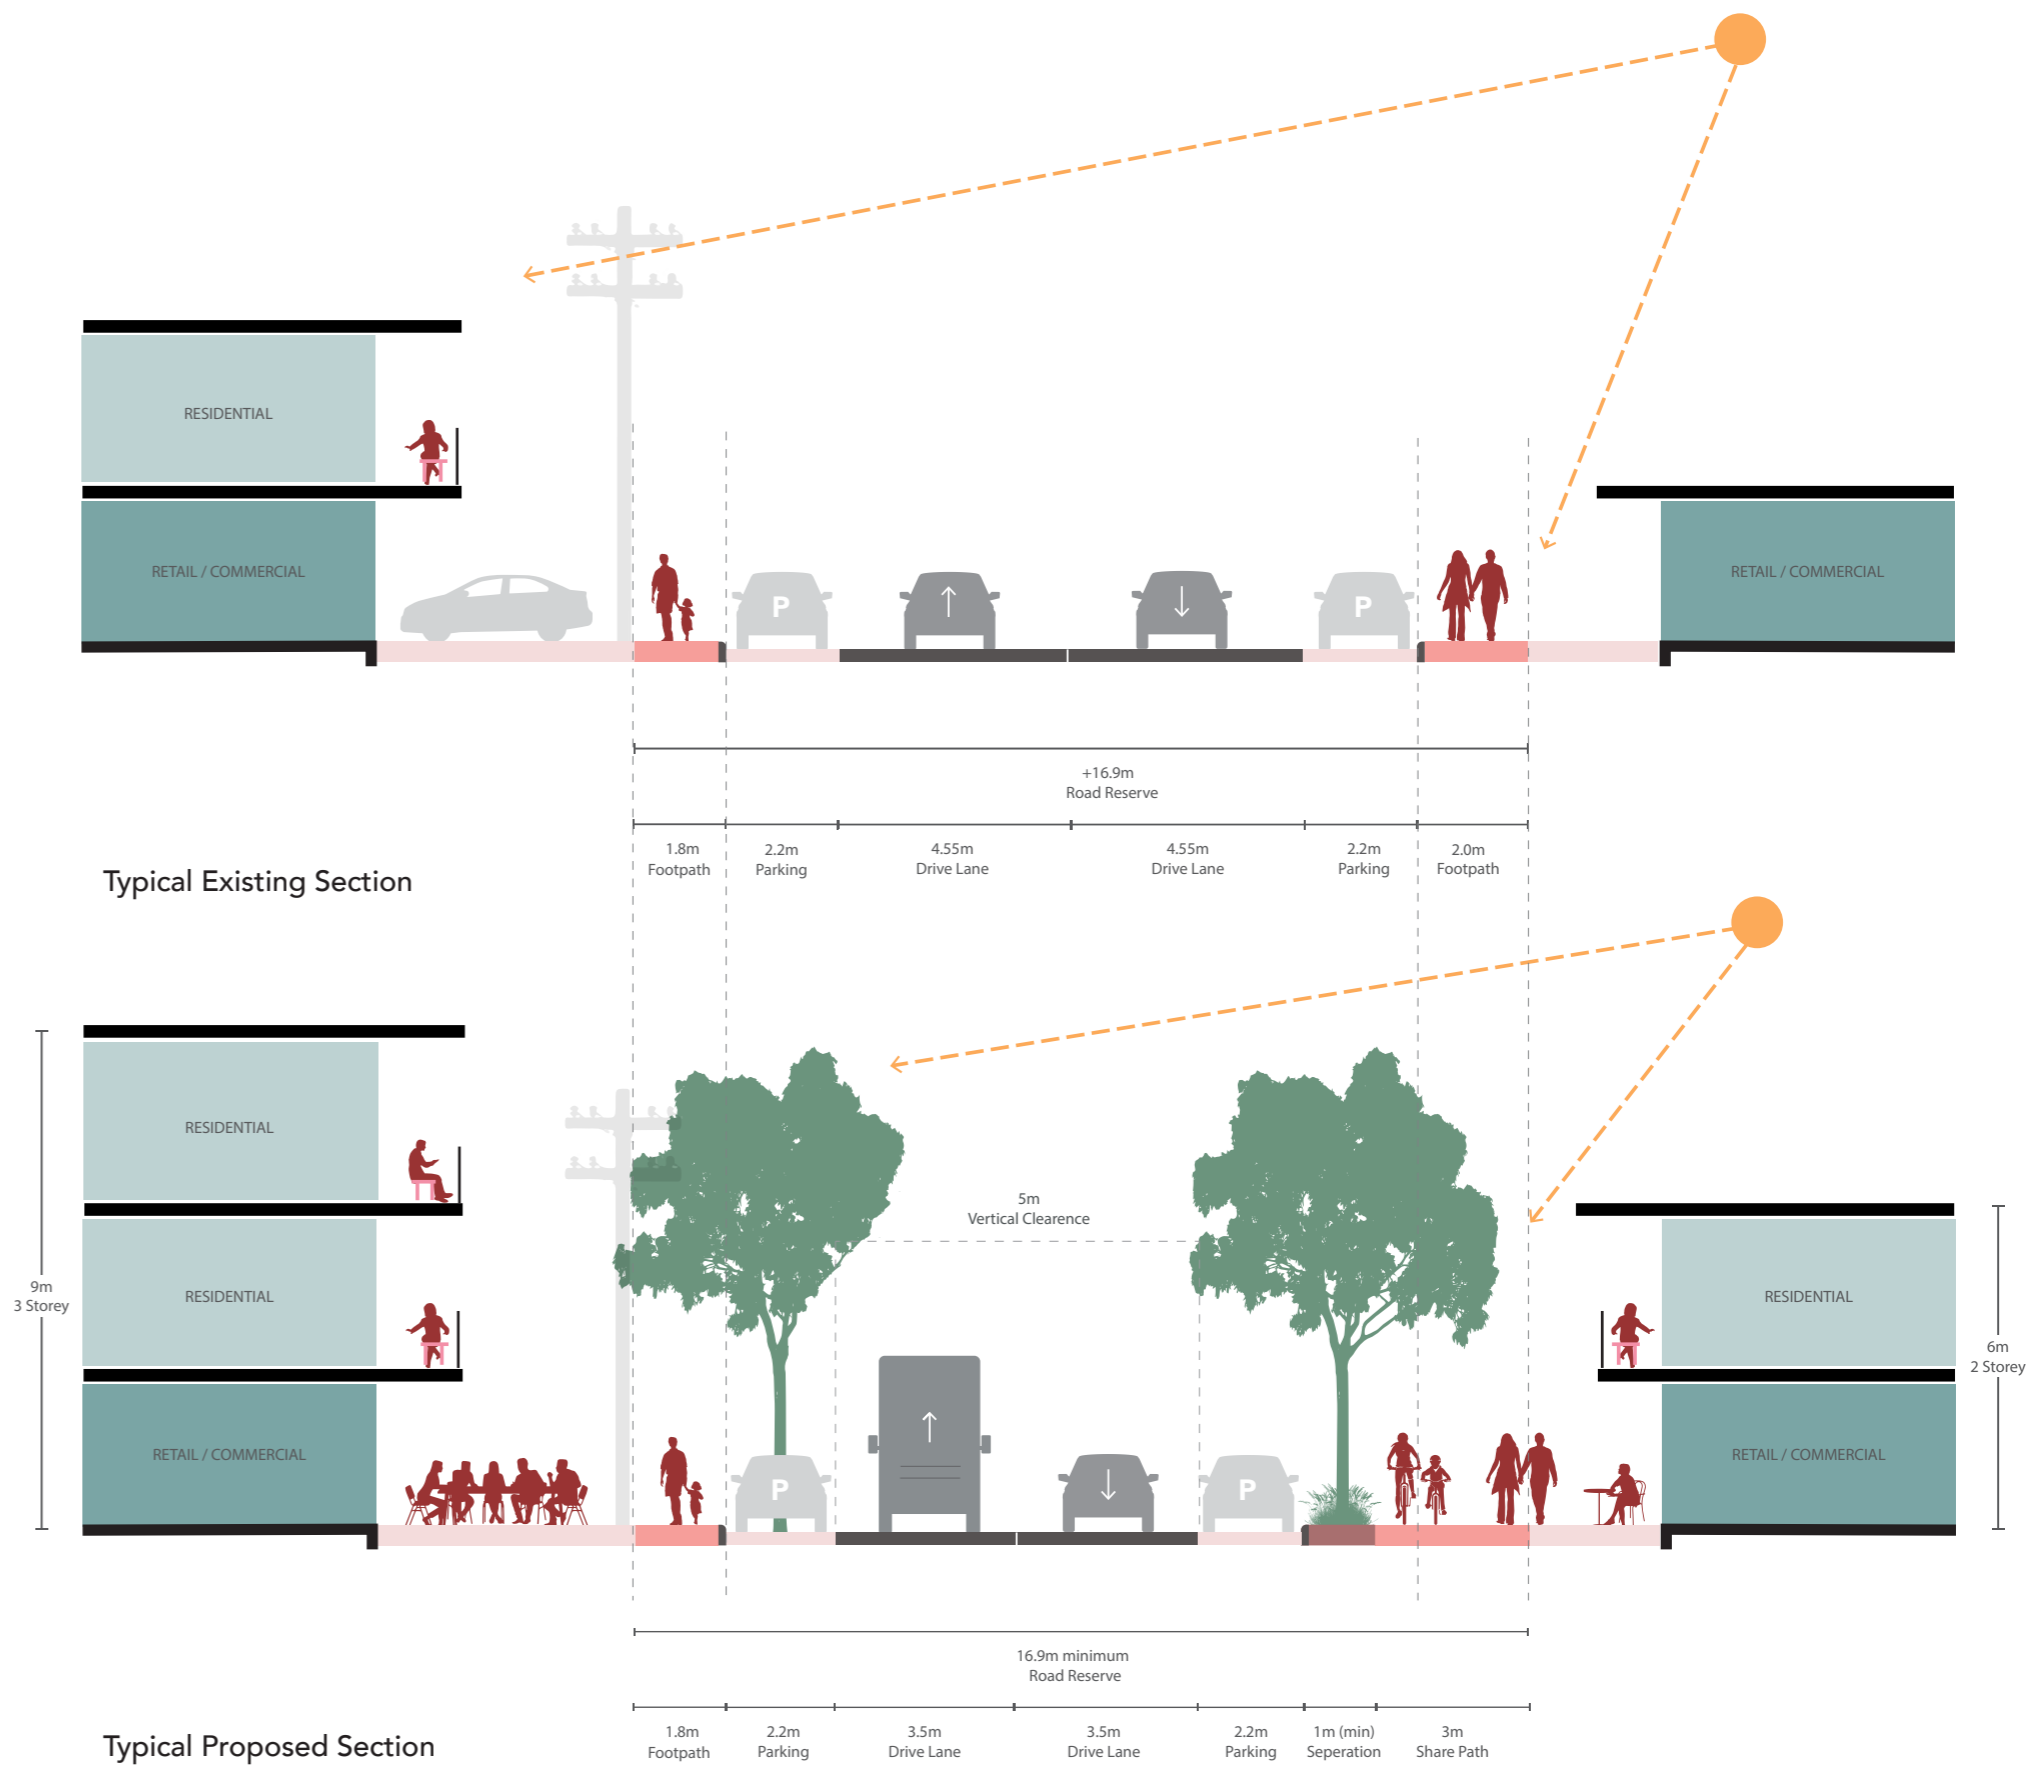 RESIDENTIAL
RETAIL / COMMERCIAL
P
P
RETAIL / COMMERCIAL
+16.9m
Road Reserve
1.8m
Footpath
2.2m
Parking
4.55m
Drive Lane
4.55m
Drive Lane
2.2m
Parking
2.0m
Footpath
Typical Existing Section
9m
3 Storey
RESIDENTIAL
RESIDENTIAL
RETAIL / COMMERCIAL
5m
Vertical Clearence
P
P
RESIDENTIAL
RETAIL / COMMERCIAL
6m
2 Storey
16.9m minimum
Road Reserve
1.8m
Footpath
2.2m
Parking
3.5m
Drive Lane
3.5m
Drive Lane
2.2m
Parking
1m (min)
Seperation
3m
Share Path
Typical Proposed Section